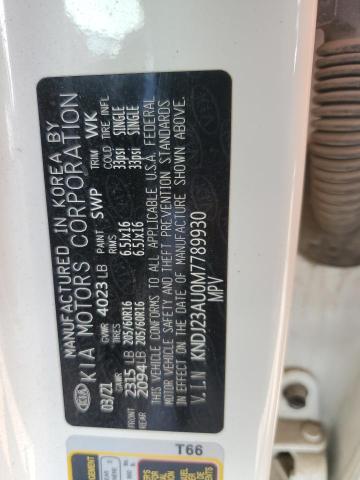 KIA
MANUFACTURED IN KOREA BY
KIA MOTORS CORPORATION
03/21 GVWR 4023 LB PAINT SWP TRIM WK
GAWR TIRES COLD TIRE INFL
FRONT 2315 LB 205/60R16 6.5Jx16 33psi SINGLE
REAR 2094 LB 205/60R16 6.5Jx16 33psi SINGLE
THIS VEHICLE CONFORMS TO ALL APPLICABLE U.S.A. FEDERAL
MOTOR VEHICLE SAFETY AND THEFT PREVENTION STANDARDS
IN EFFECT ON THE DATE OF MANUFACTURE SHOWN ABOVE.
V.I.N KNDJ23AU0M7789930
MPV
T66